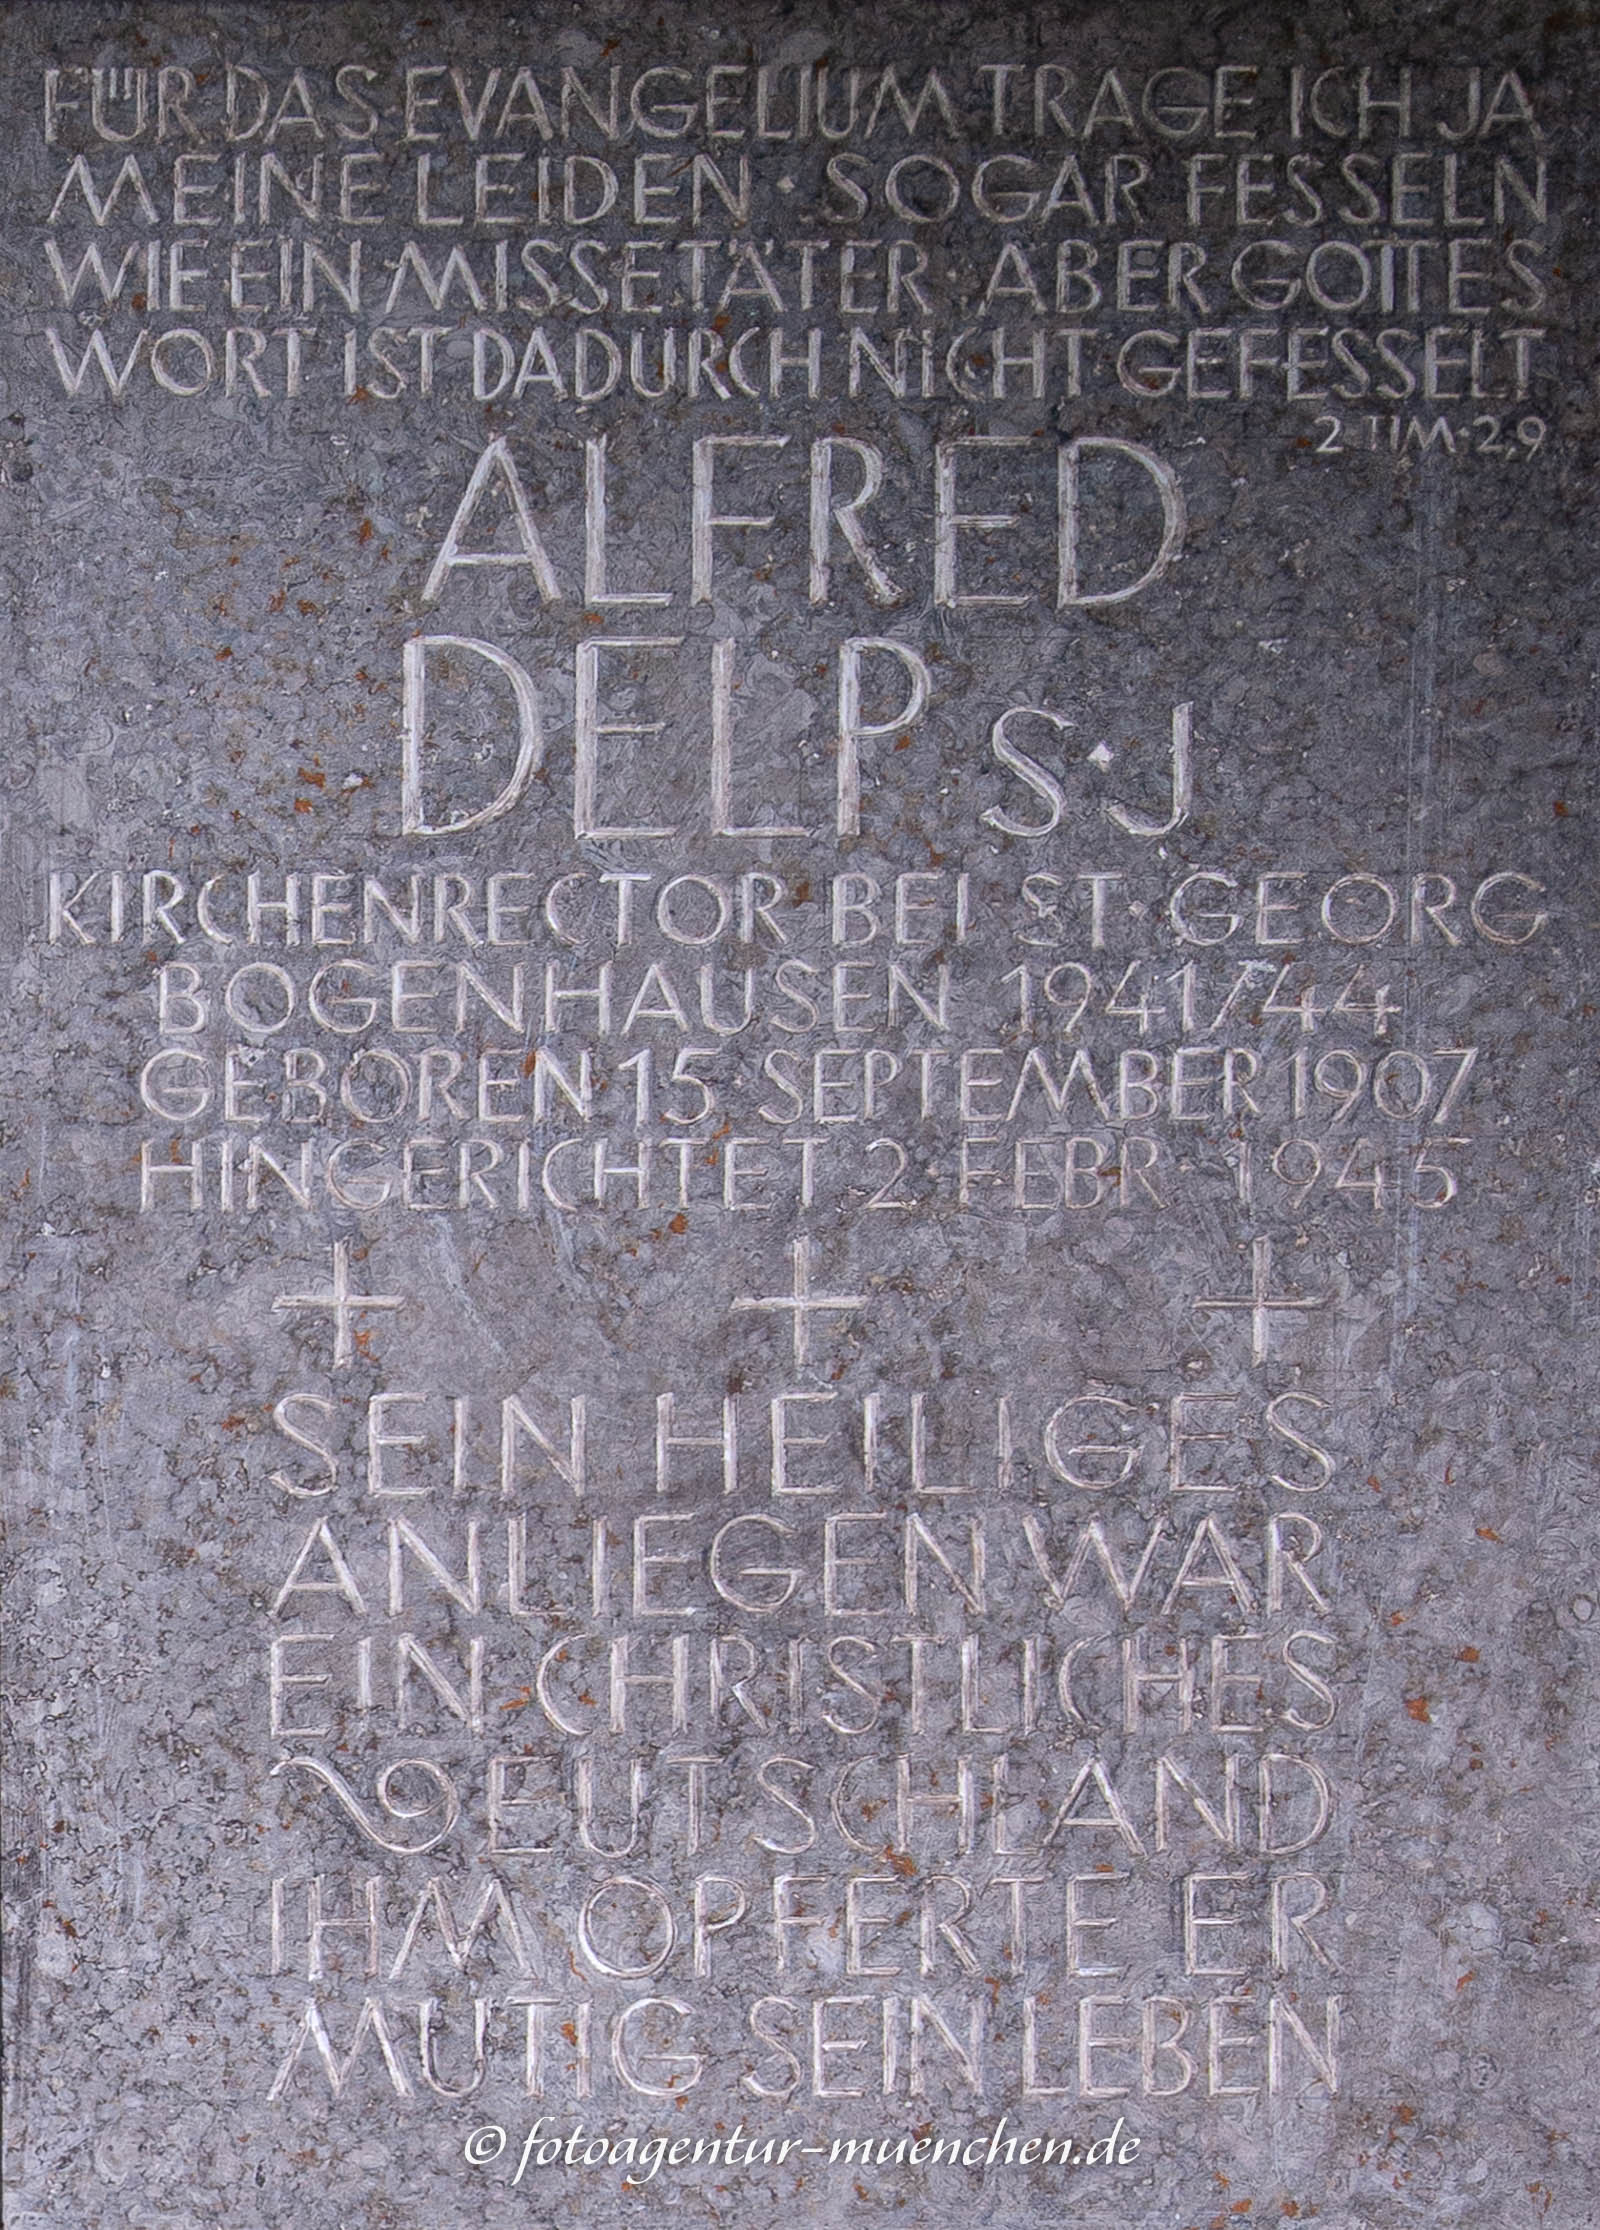 FÜR DAS EVANGELIUM TRAGE ICH JA
MEINE LEIDEN · SOGAR FESSELN
WIE EIN MISSETÄTER · ABER GOTTES
WORT IST DADURCH NICHT GEFESSELT
2 TIM·2,9
ALFRED
DELP S·J
KIRCHENRECTOR BEI ST·GEORG
BOGENHAUSEN 1941/44
GEBOREN 15 SEPTEMBER 1907
HINGERICHTET 2 FEBR 1945
SEIN HEILIGES
ANLIEGEN WAR
EIN CHRISTLICHES
DEUTSCHLAND
IHM OPFERTE ER
MUTIG SEIN LEBEN
© fotoagentur-muenchen.de